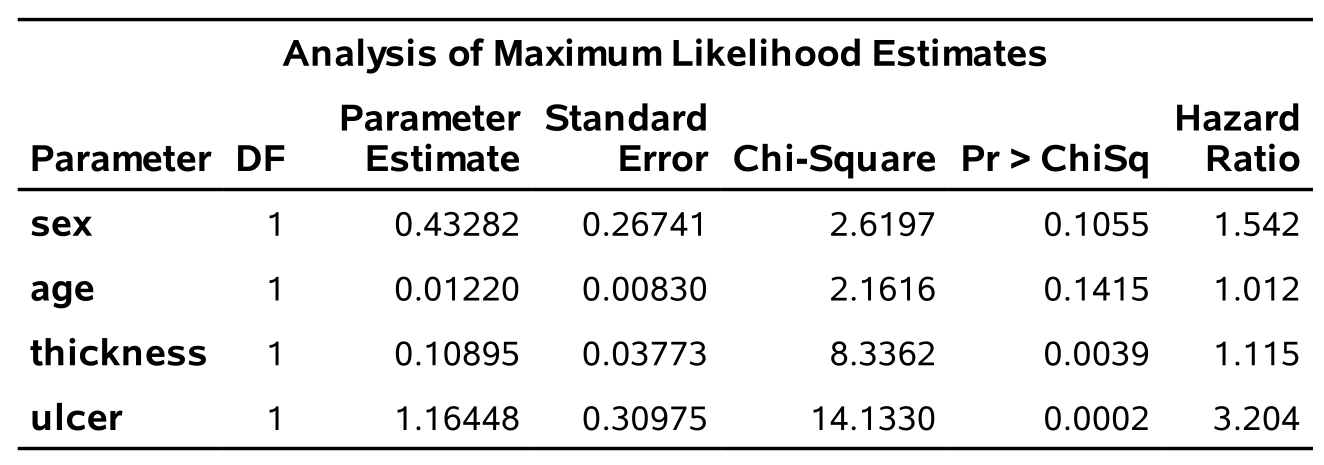 Analysis of Maximum Likelihood Estimates
Parameter DF Parameter Estimate Standard Error Chi-Square Pr > ChiSq Hazard Ratio
sex 1 0.43282 0.26741 2.6197 0.1055 1.542
age 1 0.01220 0.00830 2.1616 0.1415 1.012
thickness 1 0.10895 0.03773 8.3362 0.0039 1.115
ulcer 1 1.16448 0.30975 14.1330 0.0002 3.204